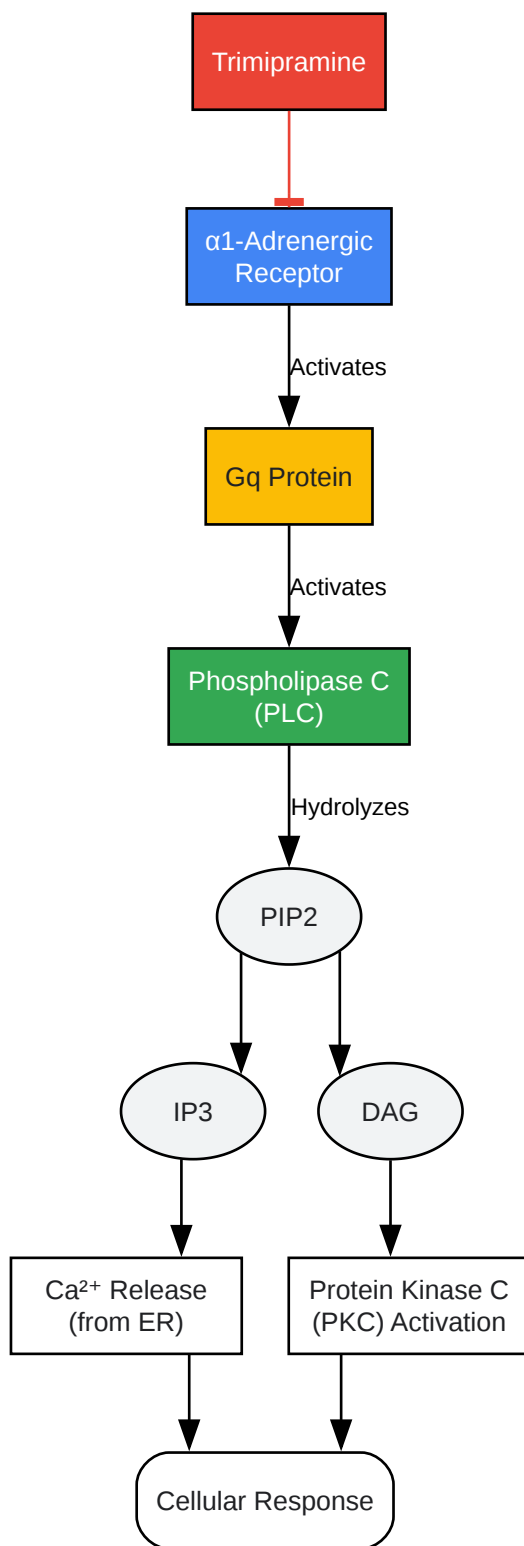 Trimipramine
α1-Adrenergic
Receptor
Activates
Gq Protein
Activates
Phospholipase C
(PLC)
Hydrolyzes
PIP2
IP3
DAG
Ca²⁺ Release
(from ER)
Protein Kinase C
(PKC) Activation
Cellular Response